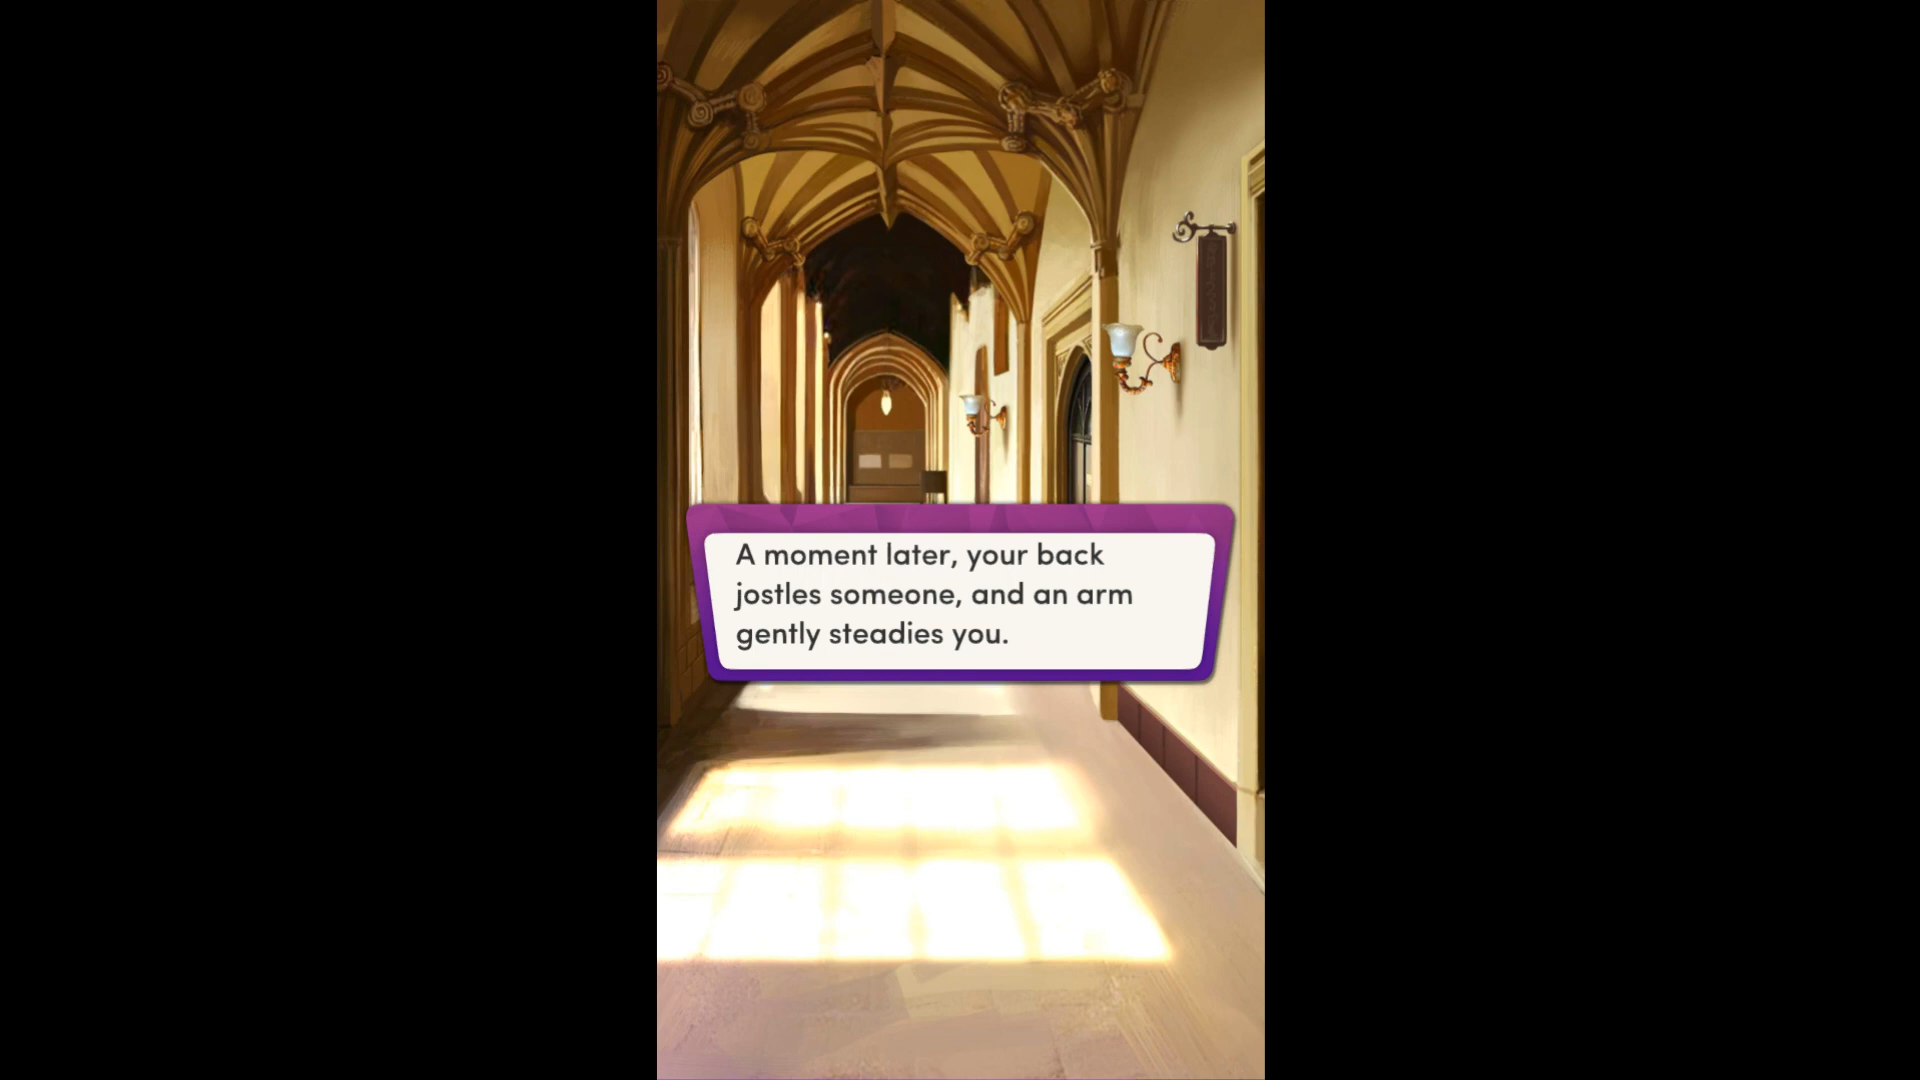 A moment later, your back
jostles someone, and an arm
gently steadies you.